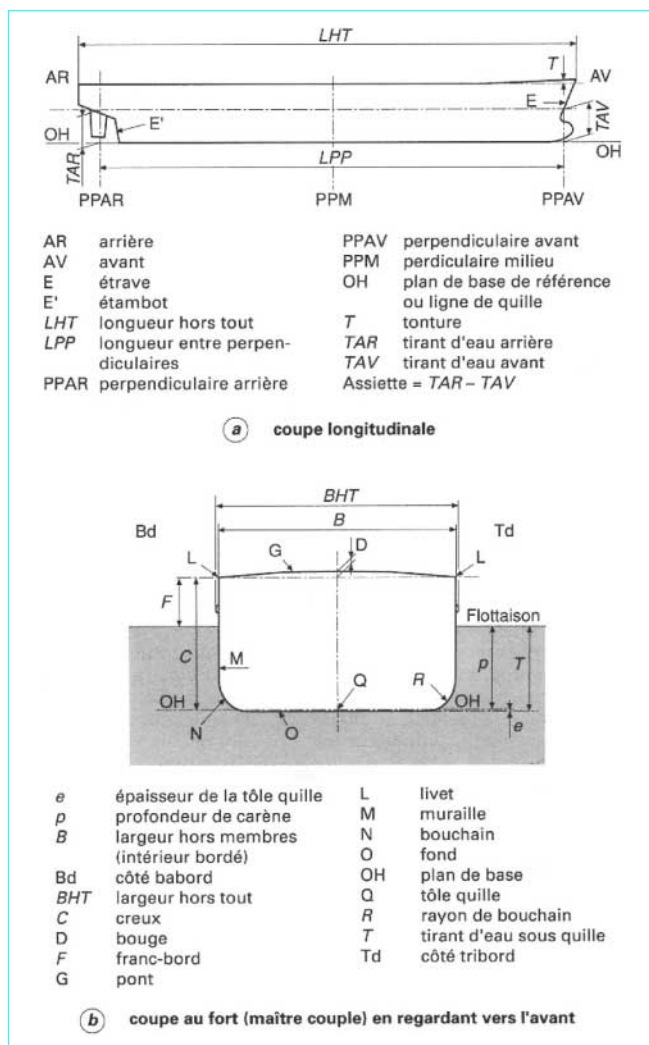 LHT
AR
T
AV
E
TAV
E'
OH
TAR
LPP
OH
PPAR
PPM
PPAV
AR arrière
AV avant
E étrave
E' étambot
LHT longueur hors tout
LPP longueur entre perpen-
diculaires
PPAR perpendiculaire arrière
PPAV perpendiculaire avant
PPM perdiculaire milieu
OH plan de base de référence
ou ligne de quille
T tonture
TAR tirant d'eau arrière
TAV tirant d'eau avant
Assiette = TAR – TAV
a coupe longitudinale
BHT
B
Bd
D
Td
L
G
L
F
Flottaison
C
M
p
T
Q
R
OH
OH
N
O
e
e épaisseur de la tôle quille
p profondeur de carène
B largeur hors membres
(intérieur bordé)
Bd côté babord
BHT largeur hors tout
C creux
D bouge
F franc-bord
G pont
L livet
M muraille
N bouchain
O fond
OH plan de base
Q tôle quille
R rayon de bouchain
T tirant d'eau sous quille
Td côté tribord
b coupe au fort (maître couple) en regardant vers l'avant